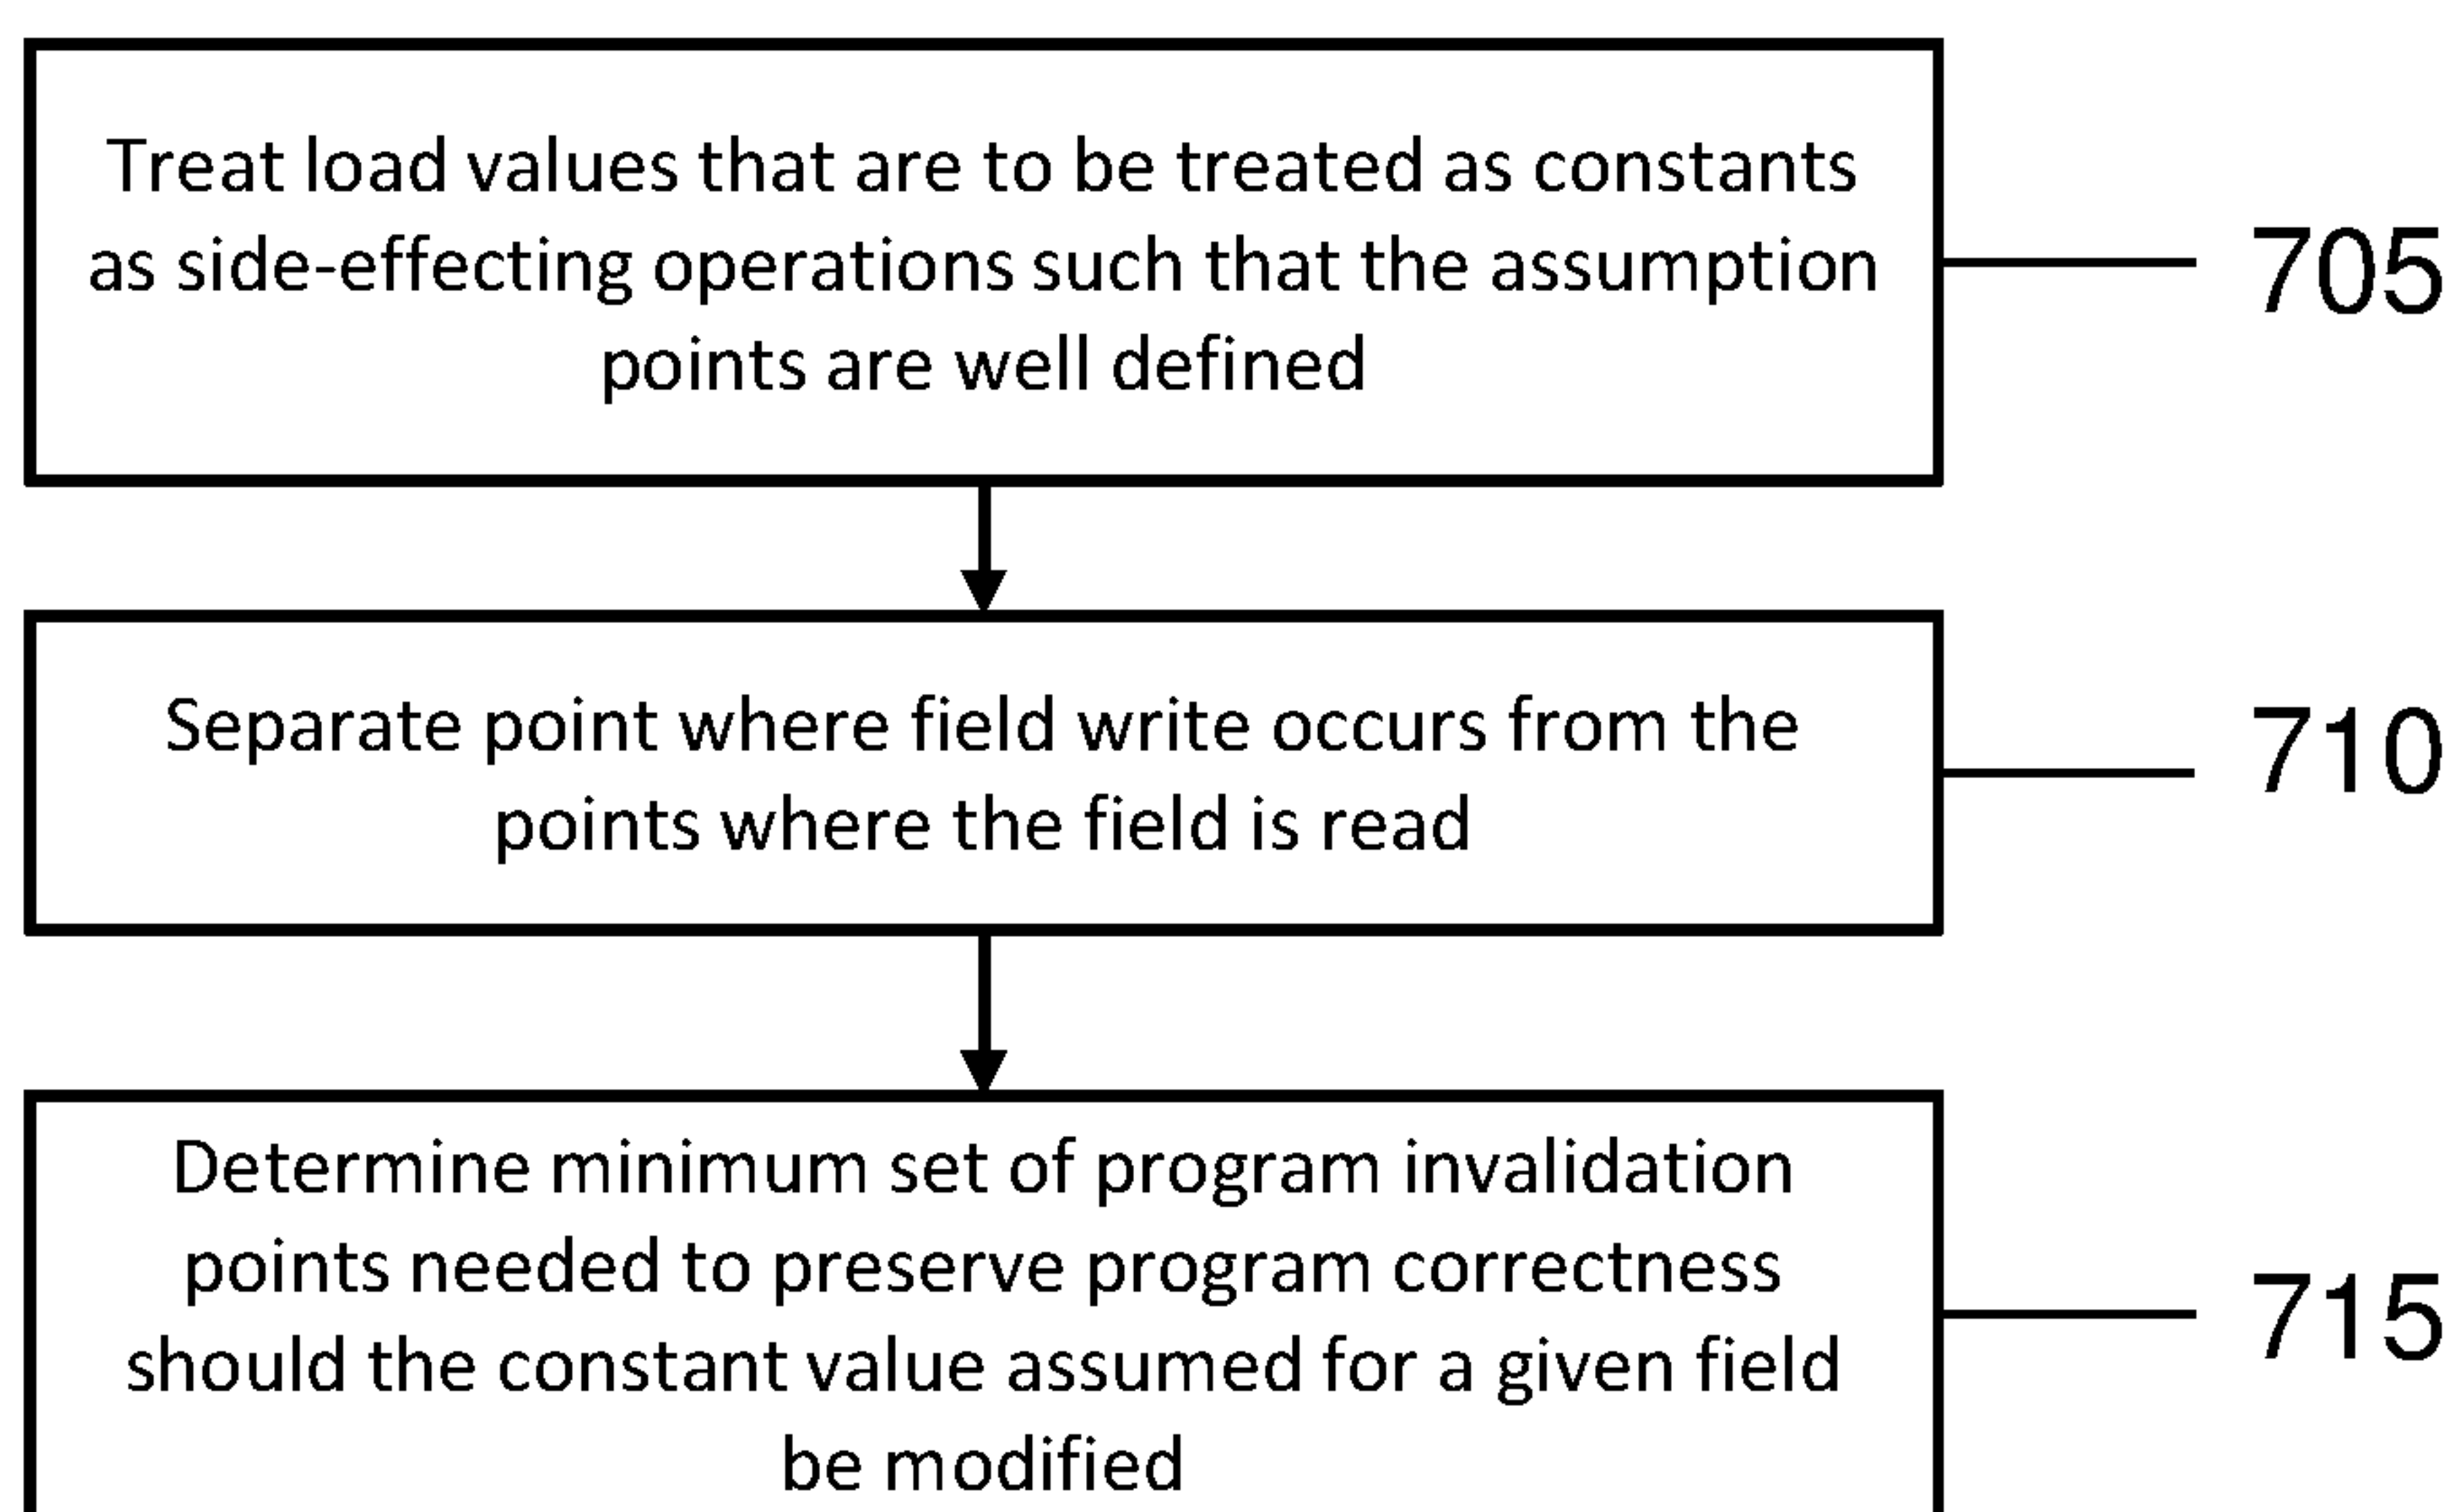 Treat load values that are to be treated as constants
as side-effecting operations such that the assumption
points are well defined
705
Separate point where field write occurs from the
points where the field is read
710
Determine minimum set of program invalidation
points needed to preserve program correctness
should the constant value assumed for a given field
be modified
715